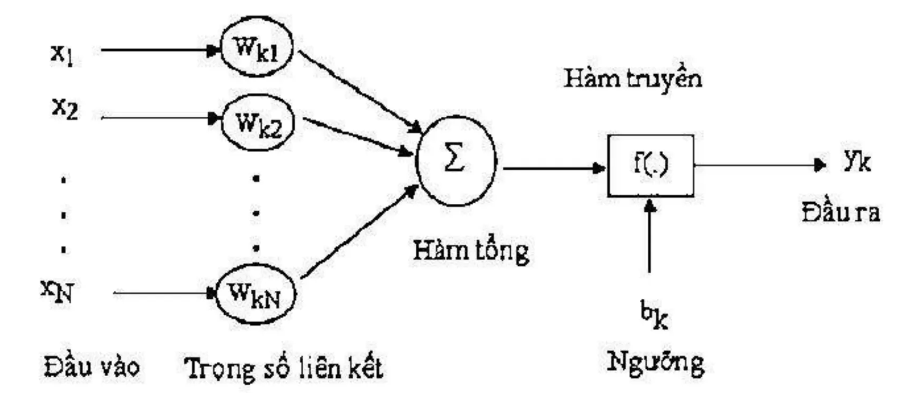 x1
wk1
Hàm truyền
x2
wk2
Σ
f(.)
yk
Đầu ra
Hàm tổng
xN
wkN
bk
Đầu vào
Trọng số liên kết
Ngưỡng